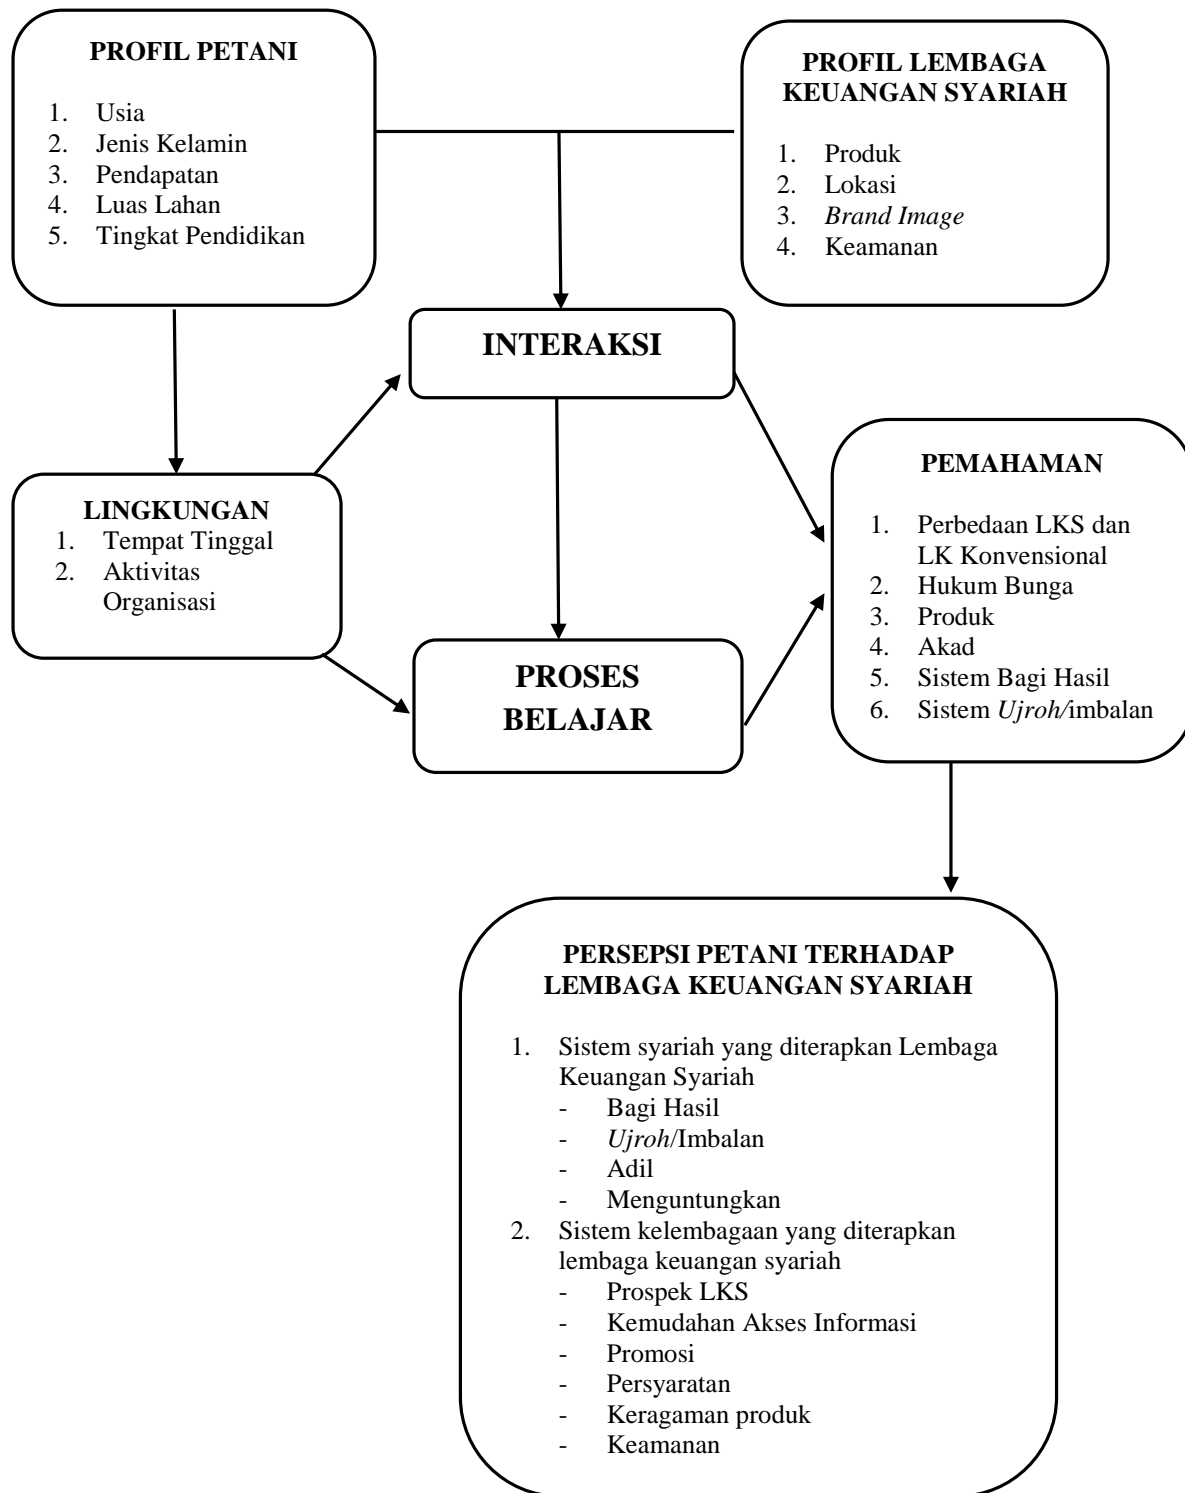 PROFIL PETANI
1. Usia
2. Jenis Kelamin
3. Pendapatan
4. Luas Lahan
5. Tingkat Pendidikan
PROFIL LEMBAGA
KEUANGAN SYARIAH
1. Produk
2. Lokasi
3. Brand Image
4. Keamanan
INTERAKSI
LINGKUNGAN
1. Tempat Tinggal
2. Aktivitas
Organisasi
PROSES
BELAJAR
PEMAHAMAN
1. Perbedaan LKS dan
LK Konvensional
2. Hukum Bunga
3. Produk
4. Akad
5. Sistem Bagi Hasil
6. Sistem Ujroh/imbalan
PERSEPSI PETANI TERHADAP
LEMBAGA KEUANGAN SYARIAH
1. Sistem syariah yang diterapkan Lembaga
Keuangan Syariah
- Bagi Hasil
- Ujroh/Imbalan
- Adil
- Menguntungkan
2. Sistem kelembagaan yang diterapkan
lembaga keuangan syariah
- Prospek LKS
- Kemudahan Akses Informasi
- Promosi
- Persyaratan
- Keragaman produk
- Keamanan